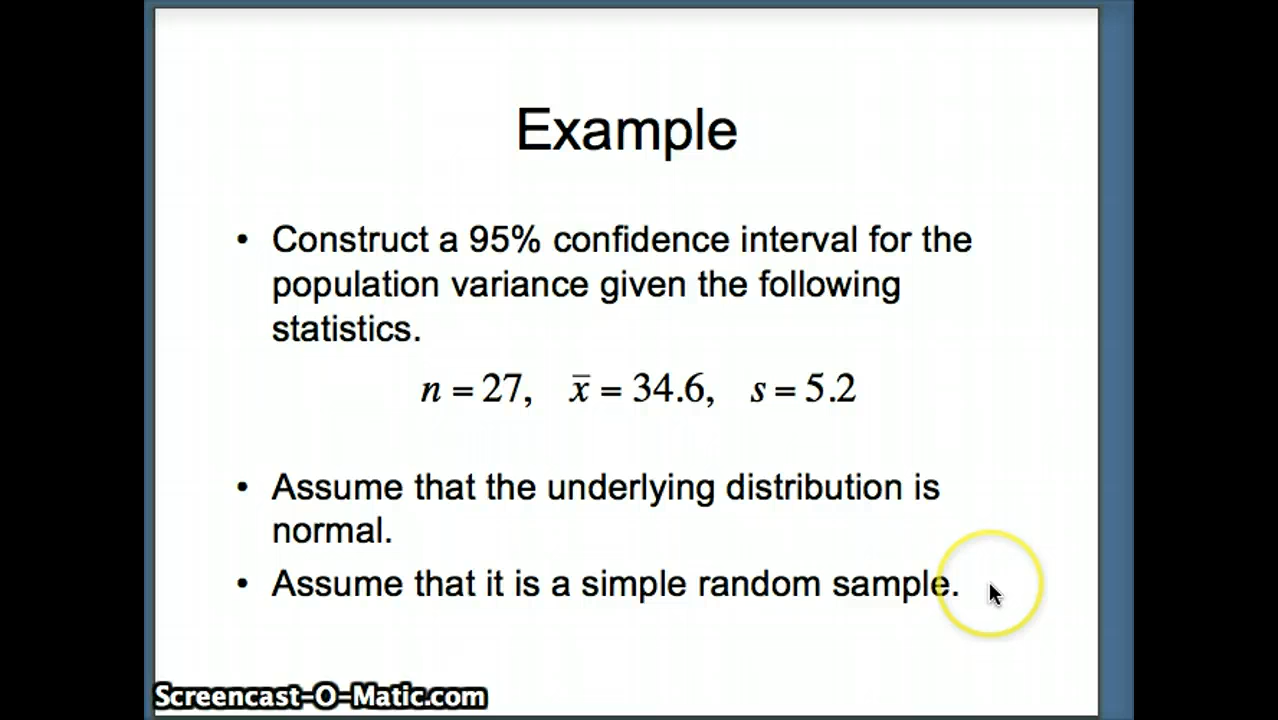 Example
• Construct a 95% confidence interval for the
population variance given the following
statistics.
n = 27, x̄ = 34.6, s = 5.2
• Assume that the underlying distribution is
normal.
• Assume that it is a simple random sample.
Screencast-O-Matic.com